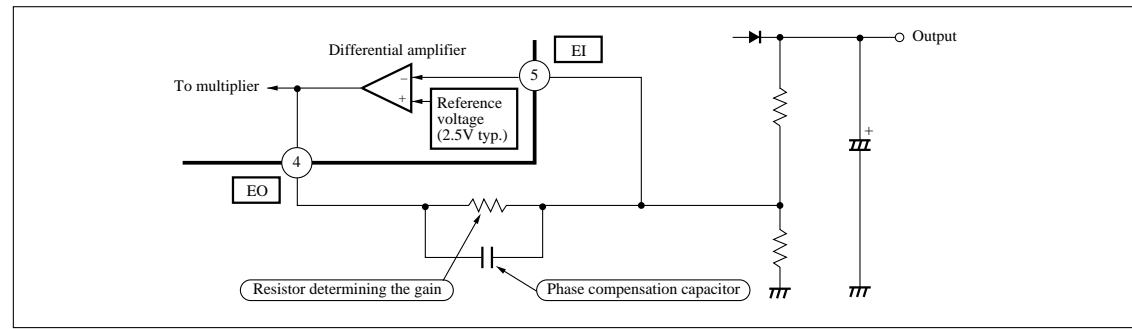 Differential amplifier
EI
Output
5
To multiplier
−
+
Reference
voltage
(2.5V typ.)
+
4
EO
Resistor determining the gain
Phase compensation capacitor